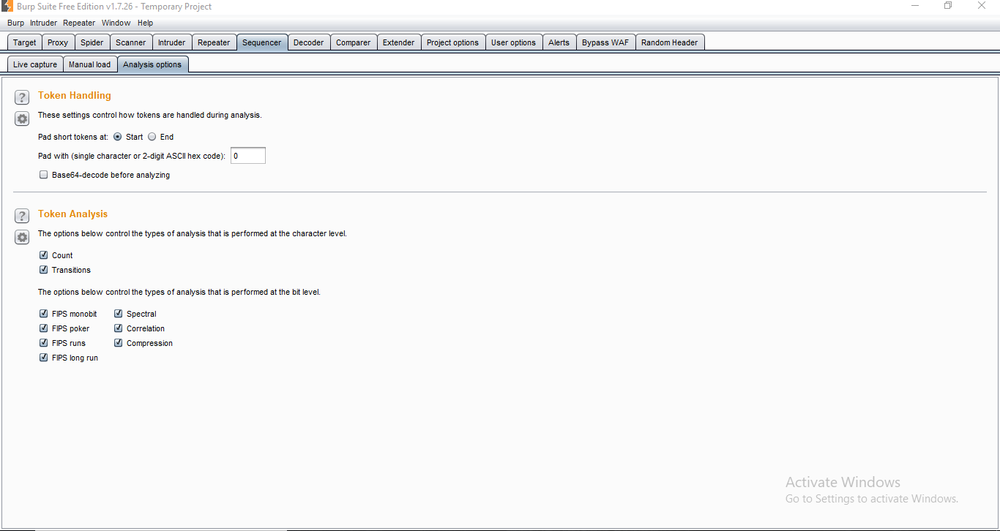 Burp Suite Free Edition v1.7.26 - Temporary Project
Burp Intruder Repeater Window Help
Target Proxy Spider Scanner Intruder Repeater Sequencer Decoder Comparer Extender Project options User options Alerts Bypass WAF Random Header
Live capture Manual load Analysis options
? Token Handling
These settings control how tokens are handled during analysis.
Pad short tokens at: Start End
Pad with (single character or 2-digit ASCII hex code): 0
Base64-decode before analyzing
? Token Analysis
The options below control the types of analysis that is performed at the character level.
Count
Transitions
The options below control the types of analysis that is performed at the bit level.
FIPS monobit Spectral
FIPS poker Correlation
FIPS runs Compression
FIPS long run
Activate Windows
Go to Settings to activate Windows.